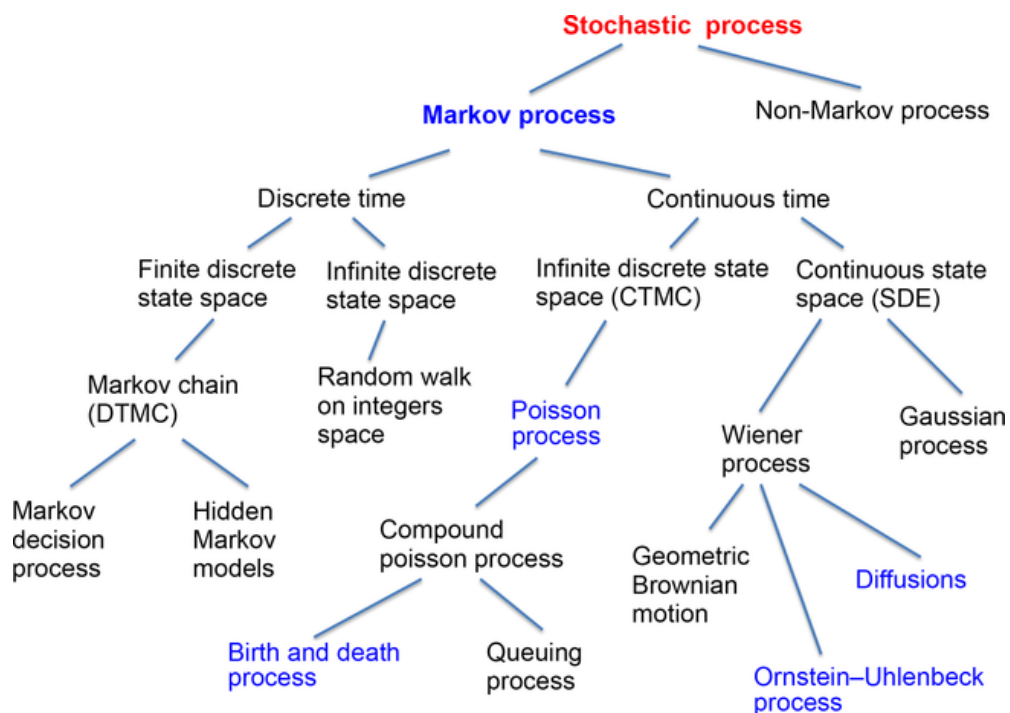 Stochastic process
Markov process
Non-Markov process
Discrete time
Continuous time
Finite discrete
state space
Infinite discrete
state space
Infinite discrete state
space (CTMC)
Continuous state
space (SDE)
Markov chain
(DTMC)
Random walk
on integers
space
Poisson
process
Wiener
process
Gaussian
process
Markov
decision
process
Hidden
Markov
models
Compound
poisson process
Geometric
Brownian
motion
Diffusions
Birth and death
process
Queuing
process
Ornstein–Uhlenbeck
process